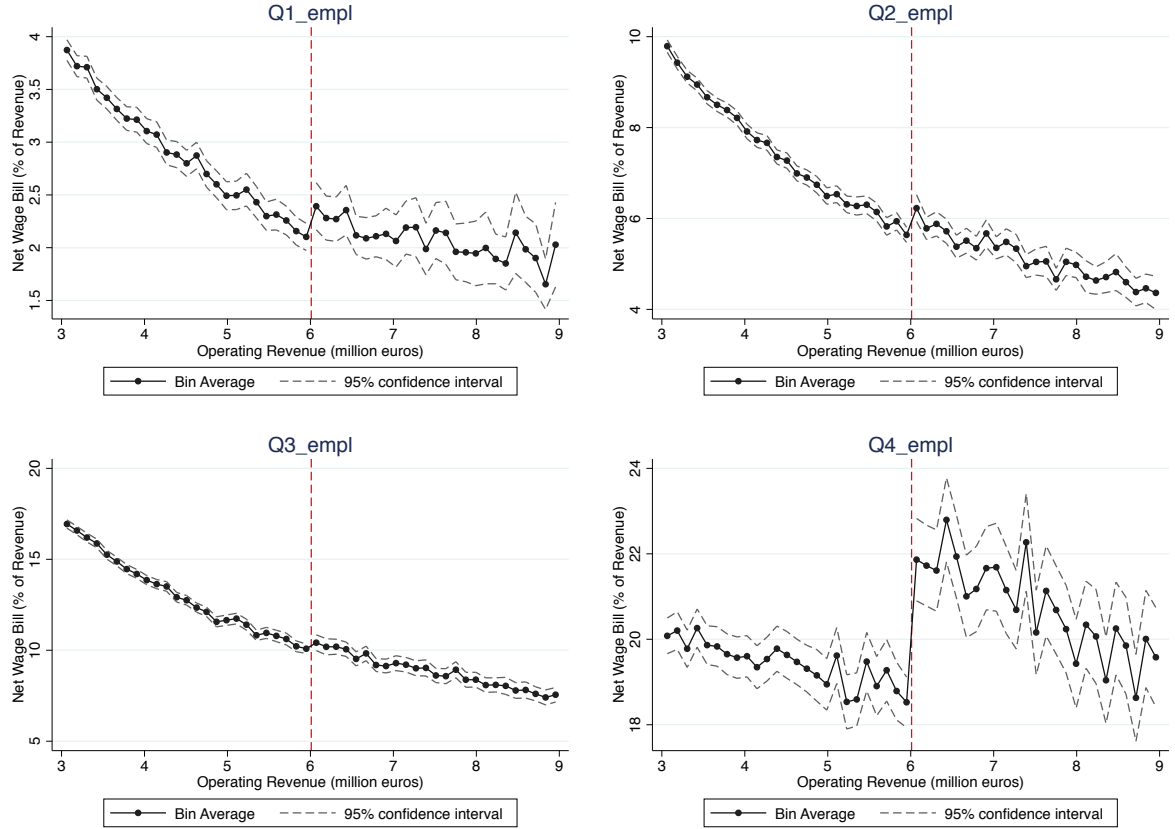 Q1_empl
Net Wage Bill (% of Revenue)
4
3.5
3
2.5
2
1.5
3 4 5 6 7 8 9
Operating Revenue (million euros)
Bin Average 95% confidence interval
Q2_empl
Net Wage Bill (% of Revenue)
10
8
6
4
3 4 5 6 7 8 9
Operating Revenue (million euros)
Bin Average 95% confidence interval
Q3_empl
Net Wage Bill (% of Revenue)
20
15
10
5
3 4 5 6 7 8 9
Operating Revenue (million euros)
Bin Average 95% confidence interval
Q4_empl
Net Wage Bill (% of Revenue)
24
22
20
18
3 4 5 6 7 8 9
Operating Revenue (million euros)
Bin Average 95% confidence interval